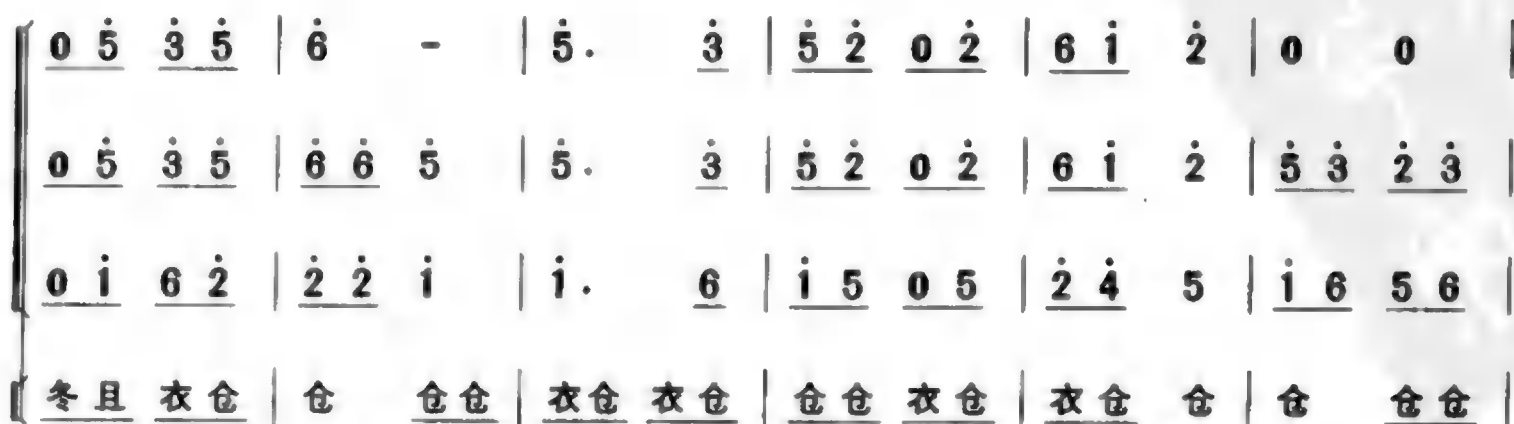 0 5̇ 3̇ 5̇ | 6̇ - | 5̇. 3̇ | 5̇ 2̇ 0 2̇ | 6 1̇ 2̇ | 0 0 |
0 5̇ 3̇ 5̇ | 6̇ 6̇ 5̇ | 5̇. 3̇ | 5̇ 2̇ 0 2̇ | 6 1̇ 2̇ | 5̇ 3̇ 2̇ 3̇ |
0 1̇ 6 2̇ | 2̇ 2̇ 1̇ | 1̇. 6 | 1̇ 5 0 5 | 2̇ 4̇ 5 | 1̇ 6 5 6 |
冬且 衣仓 | 仓 仓仓 | 衣仓 衣仓 | 仓仓 衣仓 | 衣仓 仓 | 仓 仓仓 |